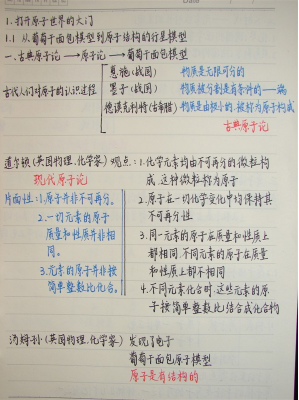 1.打开原子世界的大门
1.1 从葡萄干面包模型到原子结构的行星模型
一.古典原子论→原子论→葡萄干面包模型
古代人们对原子的认识过程
惠施(战国) 物质是无限可分的
墨子(战国) 物质被分割是有条件的——端
德谟克利特(古希腊) 物质是由极小的.被称为原子构成
古典原子论
道尔顿(英国物理.化学家) 观点:1.化学元素均由不可再分的微粒构
现代原子论 成.这种微粒称为原子
片面性:1.原子并非不可再分. 2.原子在一切化学变化中均保持其
2.一切元素的原子 不可再分性
质量和性质并非相 3.同一元素的原子在质量和性质上
同. 都相同.不同元素的原子在质量
3.元素的原子并非按 和性质上都不相同
简单整数比化合. 4.不同元素化合时.这些元素的原
子按简单整数比结合成化合物
汤姆孙(英国物理.化学家) 发现了电子
葡萄干面包原子模型
原子是有结构的